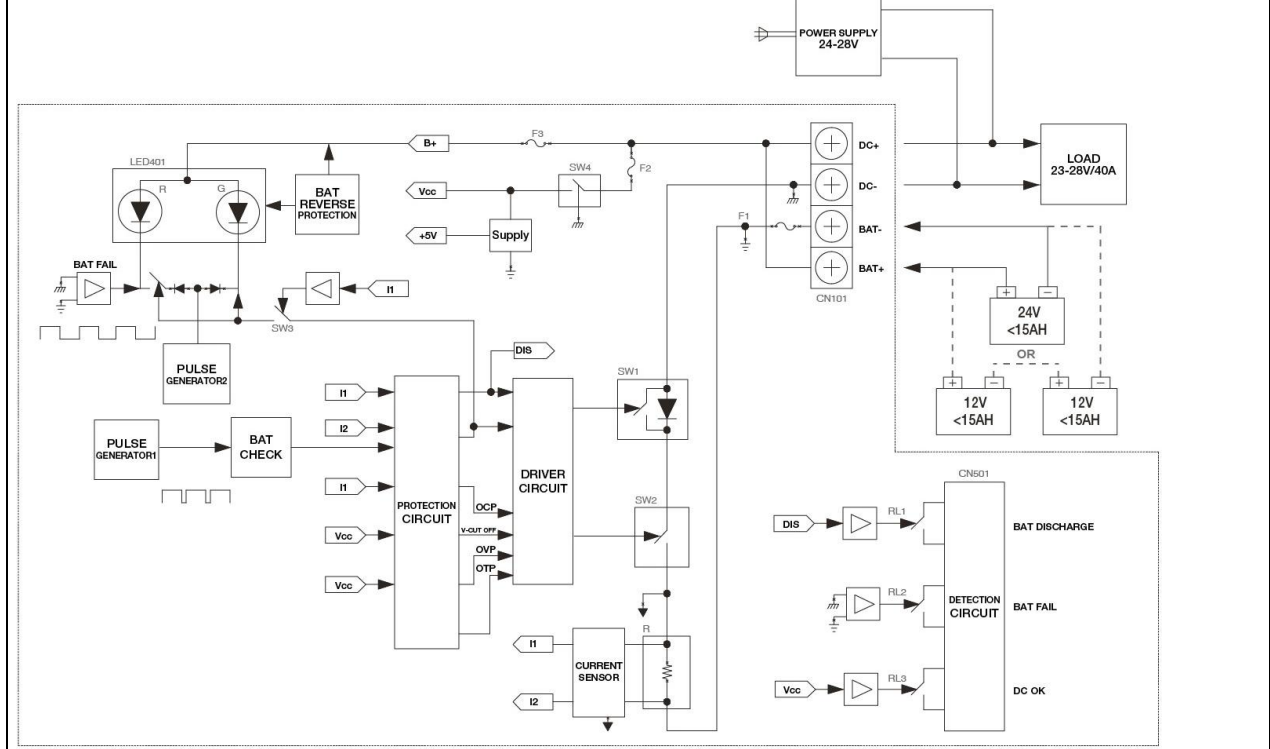 POWER SUPPLY
24-28V
LED401
R
G
BAT
REVERSE
PROTECTION
B+
F3
F2
SW4
Vcc
+5V
Supply
DC+
DC-
F1
BAT-
BAT+
CN101
LOAD
23-28V/40A
BAT FAIL
I1
SW3
PULSE
GENERATOR2
24V
<15AH
OR
12V
<15AH
12V
<15AH
DIS
I1
I2
I1
Vcc
Vcc
PULSE
GENERATOR1
BAT
CHECK
PROTECTION
CIRCUIT
OCP
V-CUT OFF
OVP
OTP
DRIVER
CIRCUIT
SW1
SW2
R
I1
I2
CURRENT
SENSOR
CN501
DIS
RL1
BAT DISCHARGE
RL2
BAT FAIL
DETECTION
CIRCUIT
Vcc
RL3
DC OK